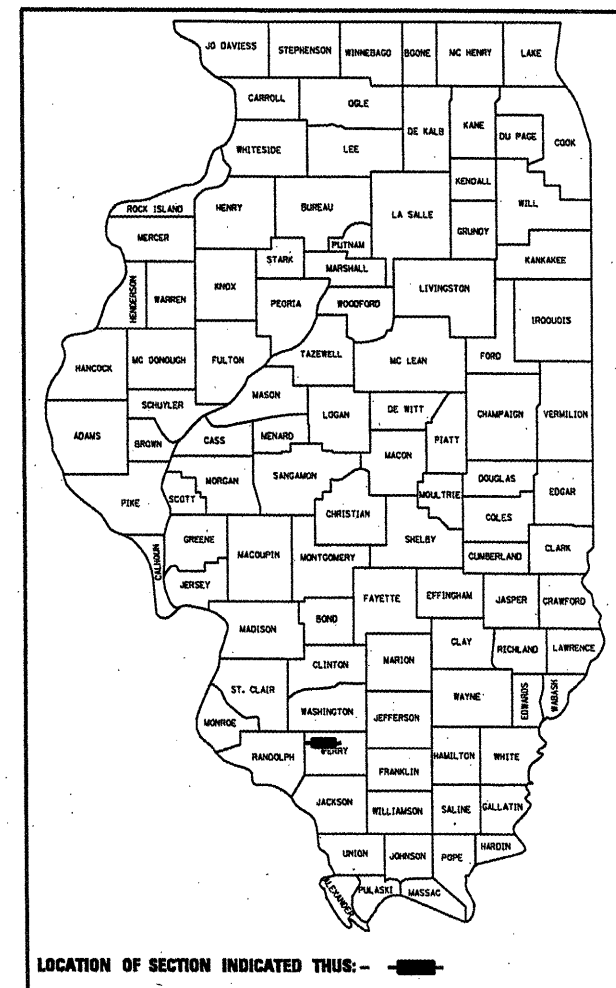 JO DAVIESS STEPHENSON WINNEBAGO BOONE MC HENRY LAKE
CARROLL OGLE DE KALB KANE DU PAGE COOK
WHITESIDE LEE
KENDALL WILL
ROCK ISLAND HENRY BUREAU LA SALLE GRUNDY
MERCER PUTNAM
STARK MARSHALL KANKAKEE
HENDERSON WARREN KNOX PEORIA WOODFORD LIVINGSTON IROQUOIS
HANCOCK MC DONOUGH FULTON TAZEWELL MC LEAN FORD
SCHUYLER MASON
ADAMS BROWN CASS MENARD LOGAN DE WITT CHAMPAIGN VERMILION
PIATT
MACON
PIKE SCOTT MORGAN SANGAMON MOULTRIE DOUGLAS EDGAR
CHRISTIAN
COLES
GREENE MACOUPIN MONTGOMERY SHELBY CUMBERLAND CLARK
CALHOUN JERSEY
FAYETTE EFFINGHAM JASPER CRAWFORD
MADISON BOND
CLAY RICHLAND LAWRENCE
CLINTON MARION
ST. CLAIR WAYNE EDWARDS WABASH
MONROE WASHINGTON JEFFERSON
RANDOLPH HAMILTON WHITE
FRANKLIN
JACKSON WILLIAMSON SALINE GALLATIN
UNION JOHNSON POPE HARDIN
ALEXANDER PULASKI MASSAC
LOCATION OF SECTION INDICATED THUS: -